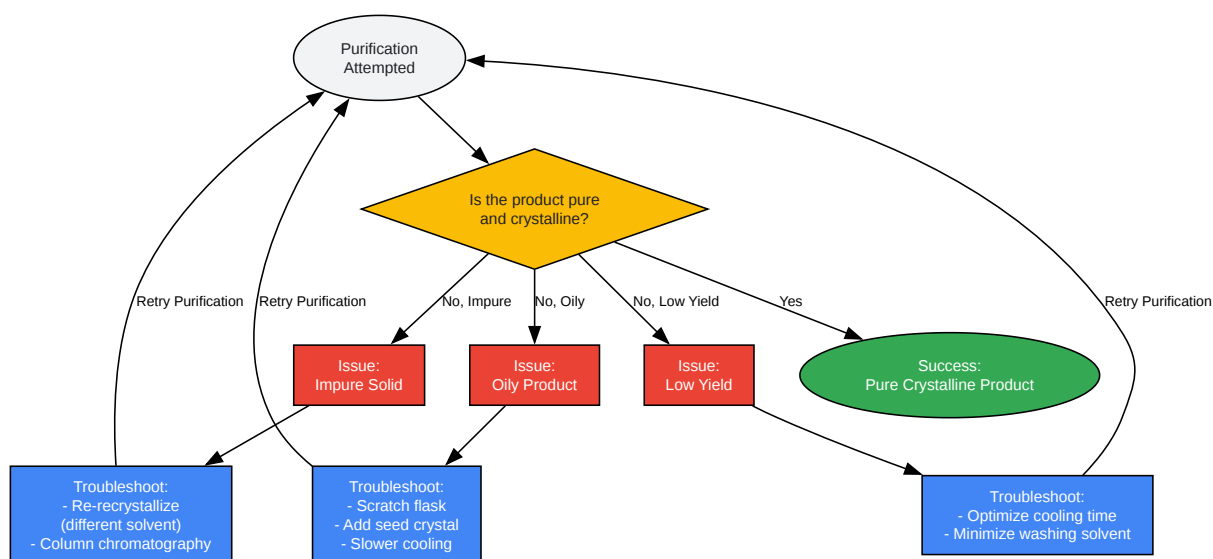 Purification
Attempted
Is the product pure
and crystalline?
Retry Purification
Retry Purification
No, Impure
No, Oily
No, Low Yield
Yes
Retry Purification
Issue:
Impure Solid
Issue:
Oily Product
Issue:
Low Yield
Success:
Pure Crystalline Product
Troubleshoot:
- Re-recrystallize
(different solvent)
- Column chromatography
Troubleshoot:
- Scratch flask
- Add seed crystal
- Slower cooling
Troubleshoot:
- Optimize cooling time
- Minimize washing solvent